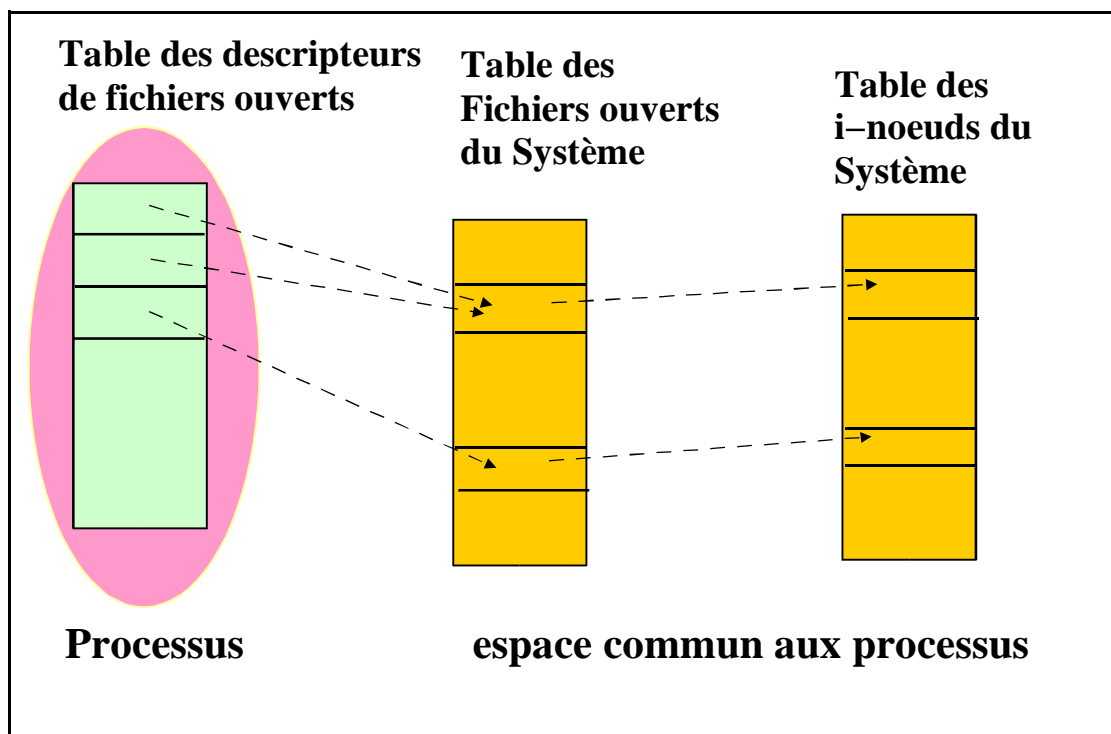 Table des descripteurs
de fichiers ouverts
Table des
Fichiers ouverts
du Système
Table des
i−noeuds du
Système
Processus
espace commun aux processus